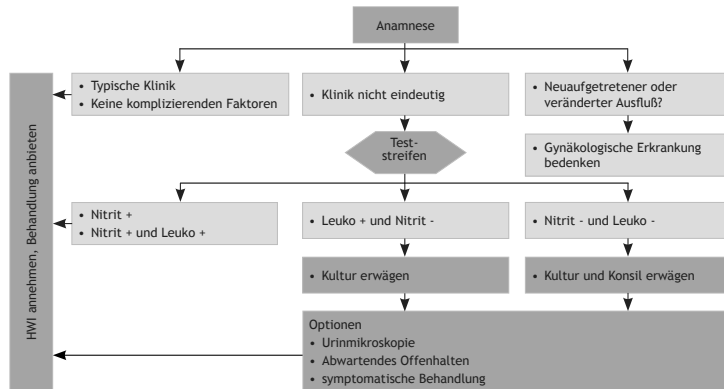 Anamnese
• Typische Klinik
• Keine komplizierenden Faktoren
• Klinik nicht eindeutig
• Neuaufgetretener oder
veränderter Ausfluß?
Test-
streifen
• Gynäkologische Erkrankung
bedenken
HWI annehmen, Behandlung anbieten
• Nitrit +
• Nitrit + und Leuko +
• Leuko + und Nitrit -
• Nitrit - und Leuko -
• Kultur erwägen
• Kultur und Konsil erwägen
Optionen
• Urinmikroskopie
• Abwartendes Offenhalten
• symptomatische Behandlung